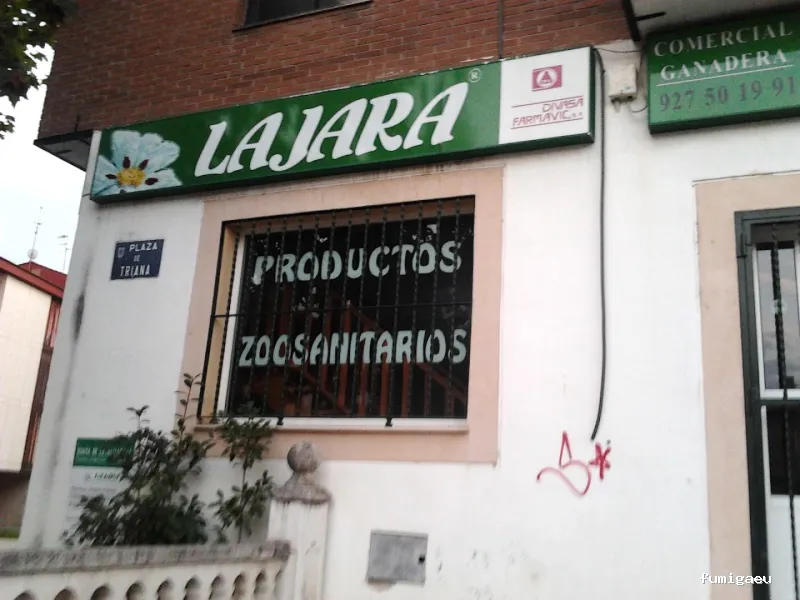 LAJARA®
DIVASA
FARMAVIC, S.A.
COMERCIAL
GANADERA
927 50 19 91
PLAZA
DE
TRIANA
PRODUCTOS
ZOOSANITARIOS
fumigaeu